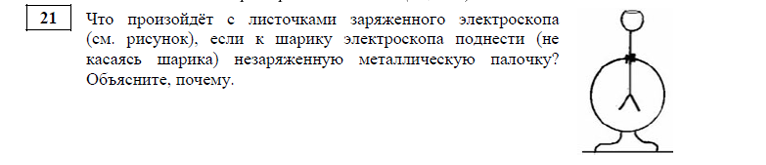 21
Что произойдёт с листочками заряженного электроскопа
(см. рисунок), если к шарику электроскопа поднести (не
касаясь шарика) незаряженную металлическую палочку?
Объясните, почему.